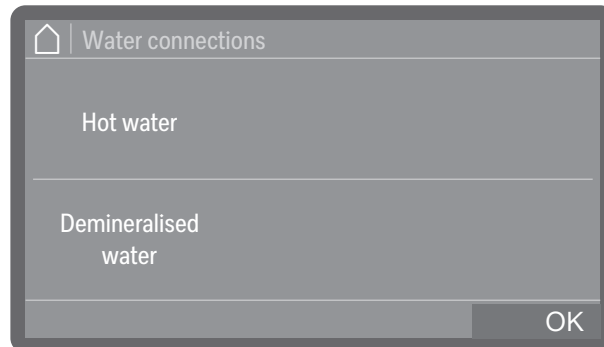 Water connections
Hot water
Demineralised
water
OK